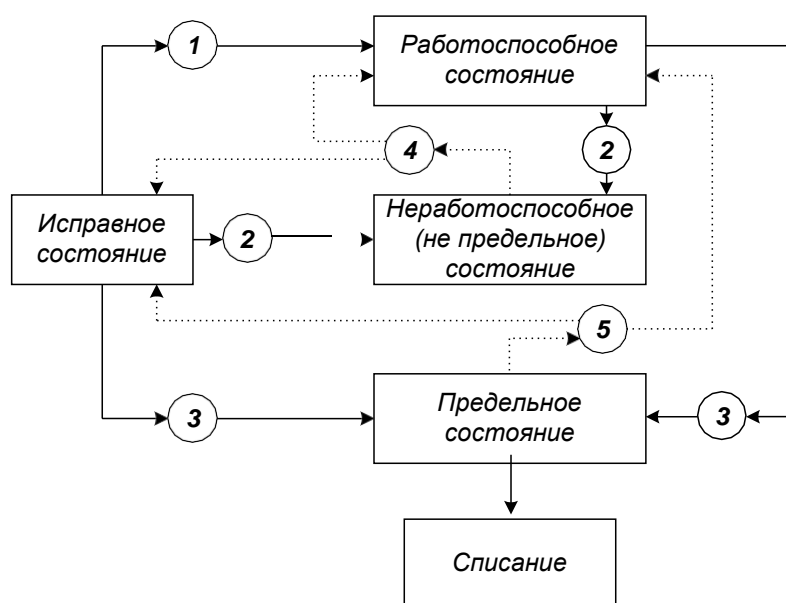 1
Работоспособное
состояние
4
2
Исправное
состояние
2
Неработоспособное
(не предельное)
состояние
5
3
Предельное
состояние
3
Списание